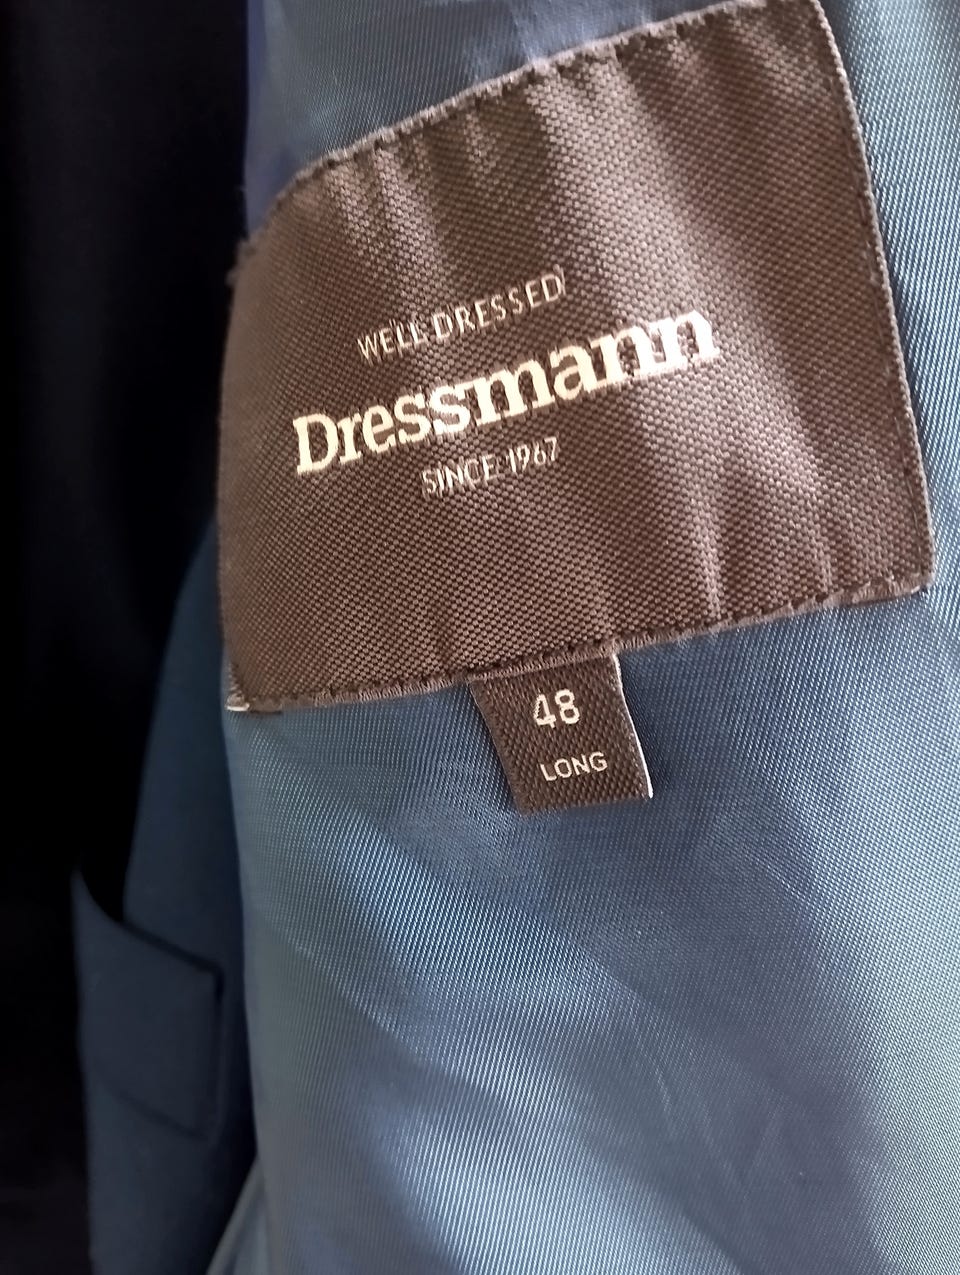 WELL DRESSED
Dressmann
SINCE 1967
48
LONG